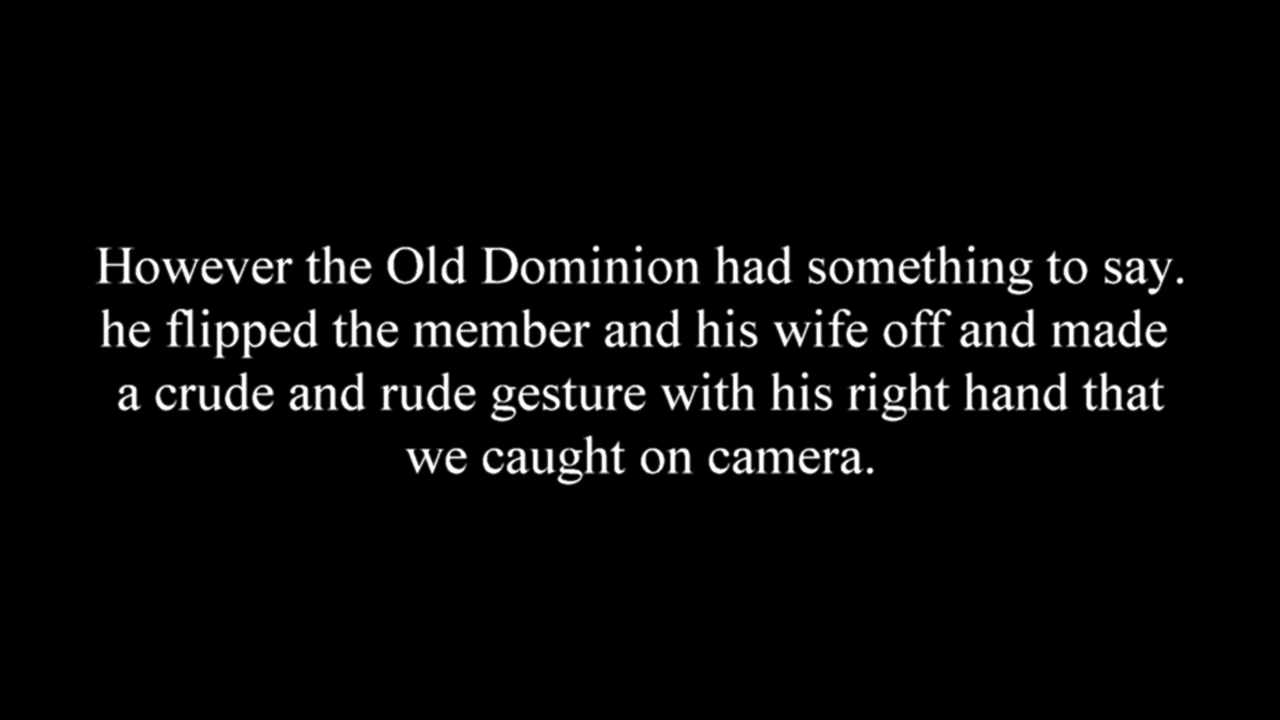 However the Old Dominion had something to say.
he flipped the member and his wife off and made
a crude and rude gesture with his right hand that
we caught on camera.